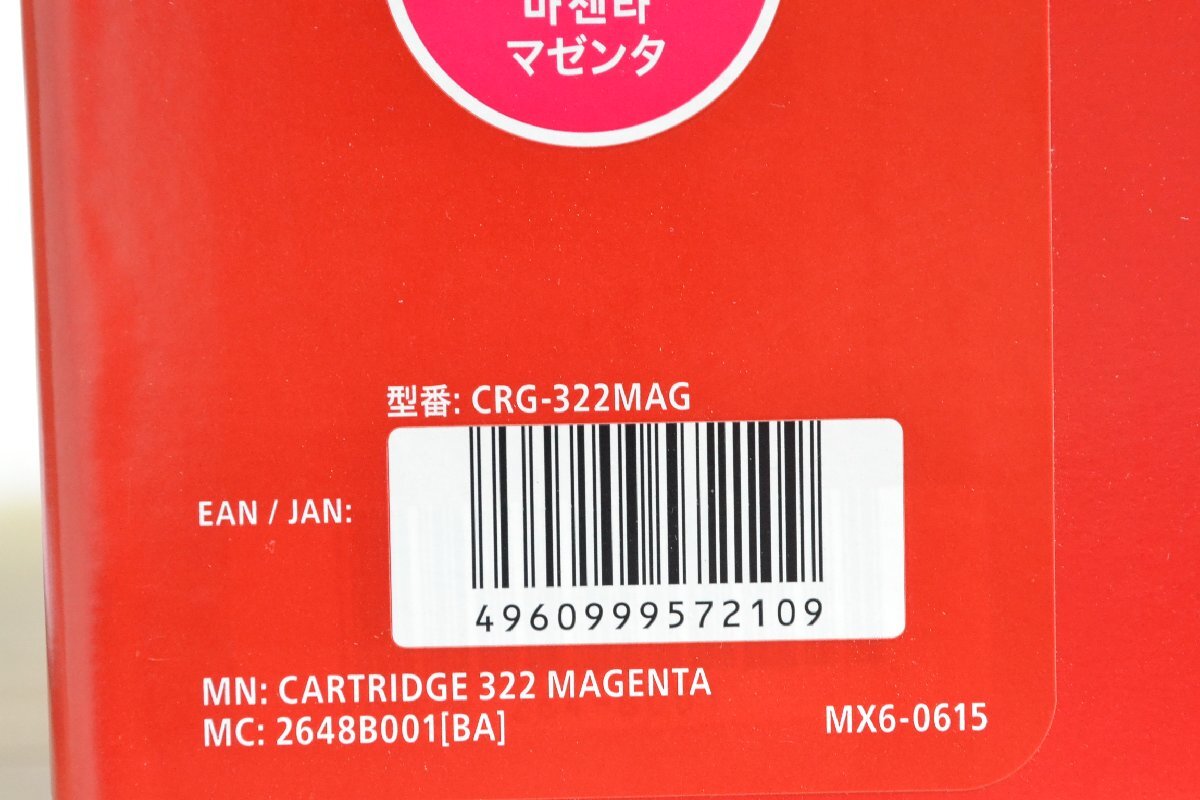 마젠타
マゼンタ
型番: CRG-322MAG
EAN / JAN:
4960999572109
MN: CARTRIDGE 322 MAGENTA
MC: 2648B001[BA]
MX6-0615